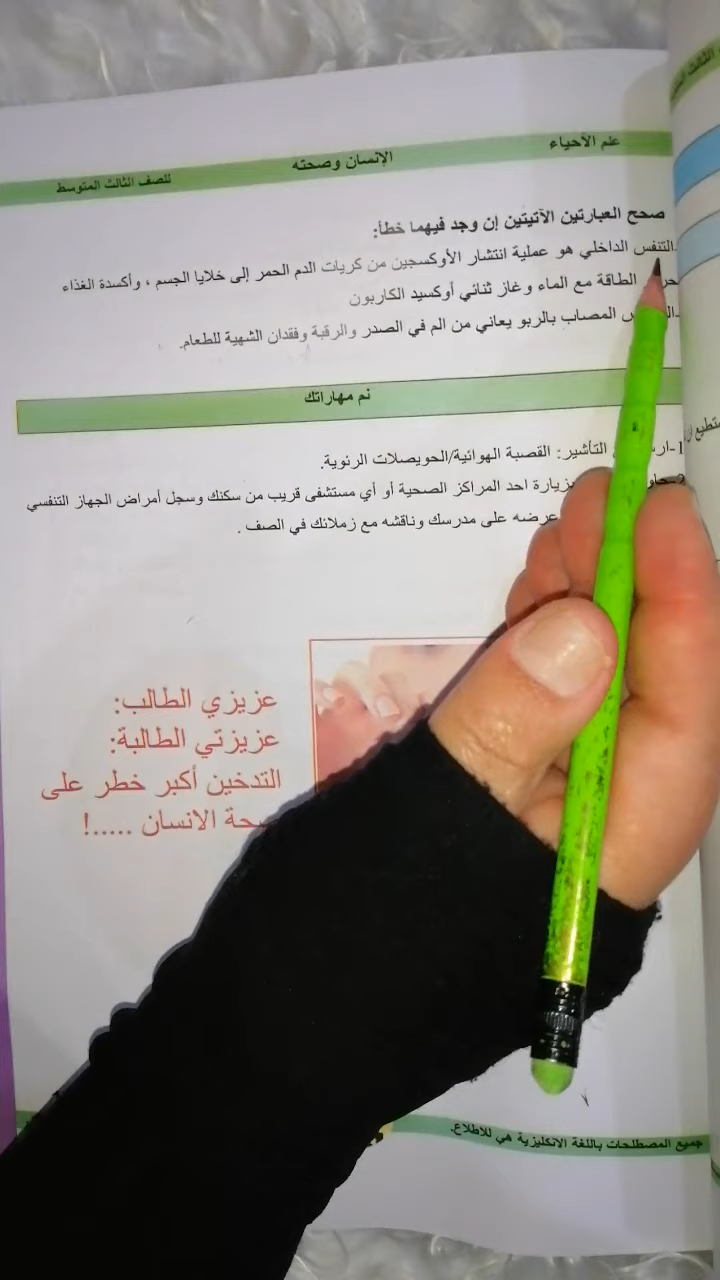 علم الأحياء
الإنسان وصحته
للصف الثالث المتوسط
صحح العبارتين الآتيتين إن وجد فيهما خطأ:
التنفس الداخلي هو عملية انتشار الأوكسجين من كريات الدم الحمر إلى خلايا الجسم ، وأكسدة الغذاء
الطاقة مع الماء وغاز ثنائي أوكسيد الكاربون
المصاب بالربو يعاني من الم في الصدر والرقبة وفقدان الشهية للطعام.
نم مهاراتك
1- التأشير: القصبة الهوائية/الحويصلات الرئوية.
2- بزيارة احد المراكز الصحية أو أي مستشفى قريب من سكنك وسجل أمراض الجهاز التنفسي
عرضه على مدرسك وناقشه مع زملائك في الصف .
عزيزي الطالب:
عزيزتي الطالبة:
التدخين أكبر خطر على
صحة الانسان .....!
جميع المصطلحات باللغة الانكليزية هي للاطلاع.